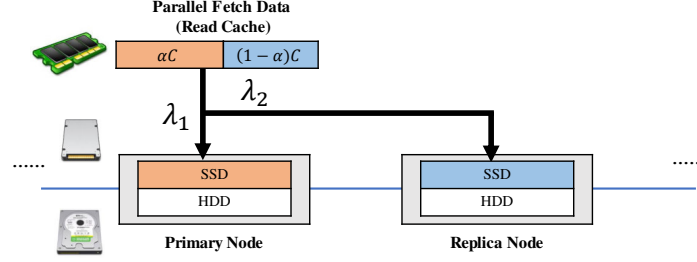 Parallel Fetch Data
(Read Cache)
αC (1 − α)C
λ1 λ2
...... SSD SSD ......
HDD HDD
Primary Node Replica Node